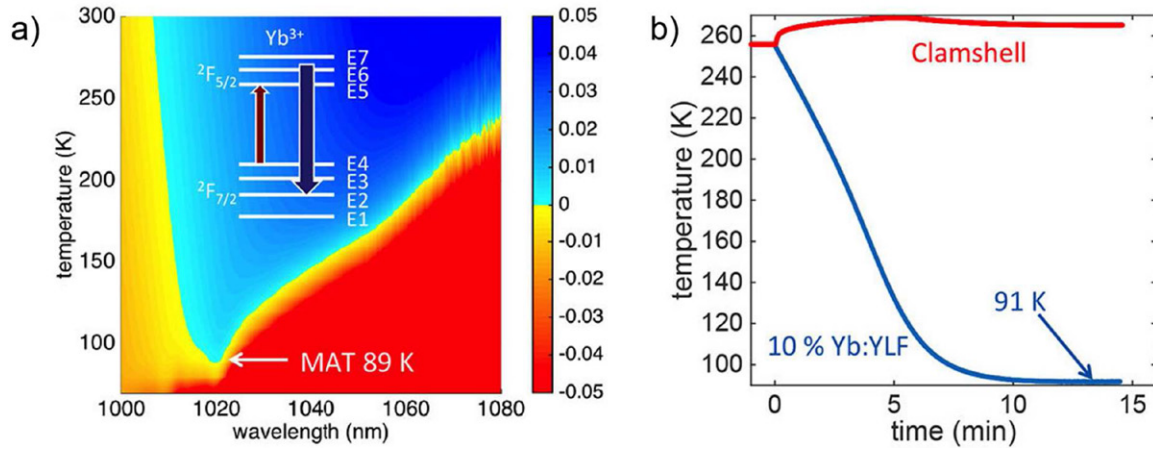 a)
300
250
200
150
100
temperature (K)
Yb³⁺
²F₅/₂
²F₇/₂
E7
E6
E5
E4
E3
E2
E1
MAT 89 K
1000 1020 1040 1060 1080
wavelength (nm)
0.05
0.04
0.03
0.02
0.01
0
-0.01
-0.02
-0.03
-0.04
-0.05
b)
260
240
220
200
180
160
140
120
100
temperature (K)
Clamshell
91 K
10 % Yb:YLF
0 5 10 15
time (min)